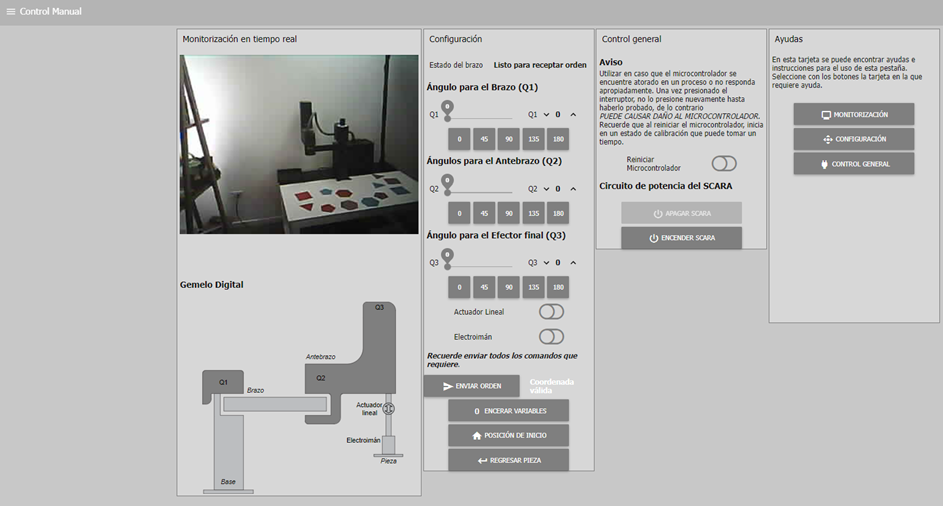 Control Manual
Monitorización en tiempo real
Gemelo Digital
Q3
Antebrazo
Q1
Q2
Brazo
Actuador
lineal
Electroimán
Pieza
Base
Configuración
Estado del brazo Listo para receptar orden
Ángulo para el Brazo (Q1)
0
Q1 Q1 0
0 45 90 135 180
Ángulos para el Antebrazo (Q2)
0
Q2 Q2 0
0 45 90 135 180
Ángulo para el Efector final (Q3)
0
Q3 Q3 0
0 45 90 135 180
Actuador Lineal
Electroimán
Recuerde enviar todos los comandos que
requiere.
ENVIAR ORDEN
Coordenada
válida
0 ENCERAR VARIABLES
POSICIÓN DE INICIO
REGRESAR PIEZA
Control general
Aviso
Utilizar en caso que el microcontrolador se
encuentre atorado en un proceso o no responda
apropiadamente. Una vez presionado el
interruptor, no lo presione nuevamente hasta
haberlo probado, de lo contrario
PUEDE CAUSAR DAÑO AL MICROCONTROLADOR.
Recuerde que al reiniciar el microcontrolador, inicia
en un estado de calibración que puede tomar un
tiempo.
Reiniciar
Microcontrolador
Circuito de potencia del SCARA
APAGAR SCARA
ENCENDER SCARA
Ayudas
En esta tarjeta se puede encontrar ayudas e
instrucciones para el uso de esta pestaña.
Seleccione con los botones la tarjeta en la que
requiere ayuda.
MONITORIZACIÓN
CONFIGURACIÓN
CONTROL GENERAL